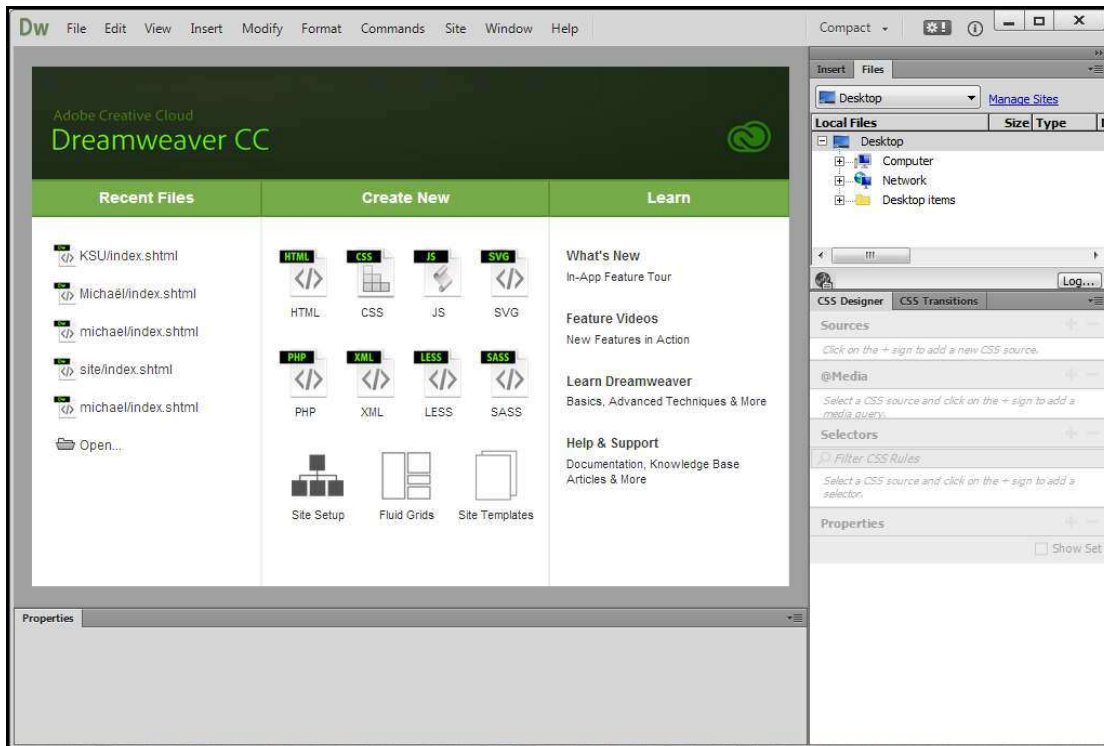 Dw File Edit View Insert Modify Format Commands Site Window Help Compact
Insert Files
Desktop Manage Sites
Local Files Size Type
Desktop
Computer
Network
Desktop items
Log...
Adobe Creative Cloud
Dreamweaver CC
Recent Files Create New Learn
KSU/index.shtml
Michaël/index.shtml
michael/index.shtml
site/index.shtml
michael/index.shtml
Open...
HTML CSS JS SVG
HTML CSS JS SVG
PHP XML LESS SASS
PHP XML LESS SASS
Site Setup Fluid Grids Site Templates
What's New
In-App Feature Tour
Feature Videos
New Features in Action
Learn Dreamweaver
Basics, Advanced Techniques & More
Help & Support
Documentation, Knowledge Base
Articles & More
CSS Designer CSS Transitions
Sources
Click on the + sign to add a new CSS source.
@Media
Select a CSS source and click on the + sign to add a
media query.
Selectors
Filter CSS Rules
Select a CSS source and click on the + sign to add a
selector.
Properties
Show Set
Properties